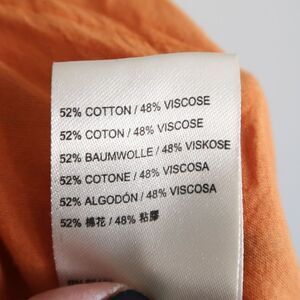 52% COTTON / 48% VISCOSE
52% COTON / 48% VISCOSE
52% BAUMWOLLE / 48% VISKOSE
52% COTONE / 48% VISCOSA
52% ALGODÓN / 48% VISCOSA
52% 棉花 / 48% 粘膠